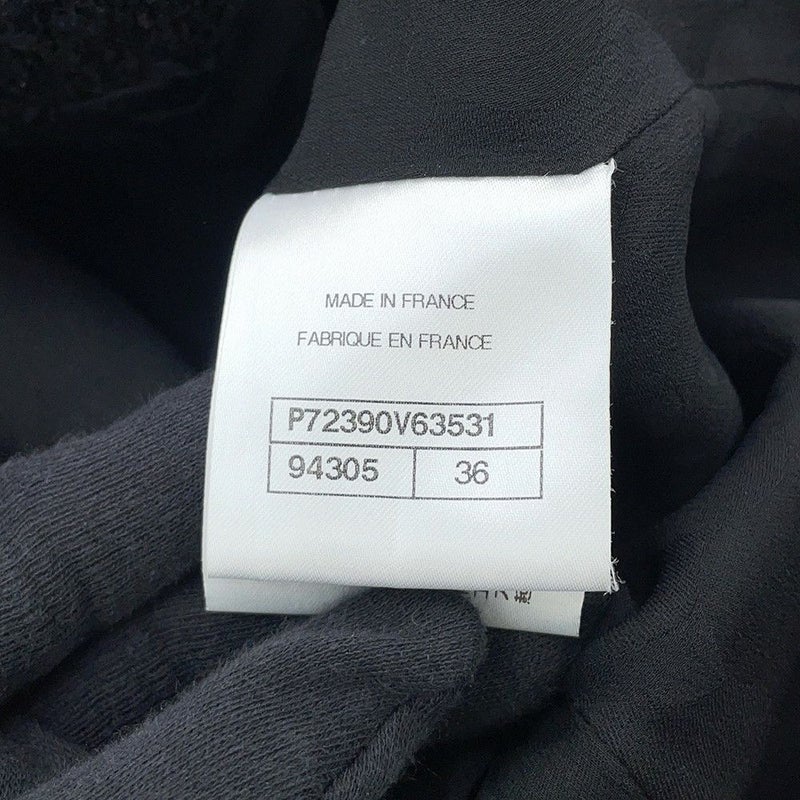 MADE IN FRANCE
FABRIQUE EN FRANCE
P72390V63531
94305 36